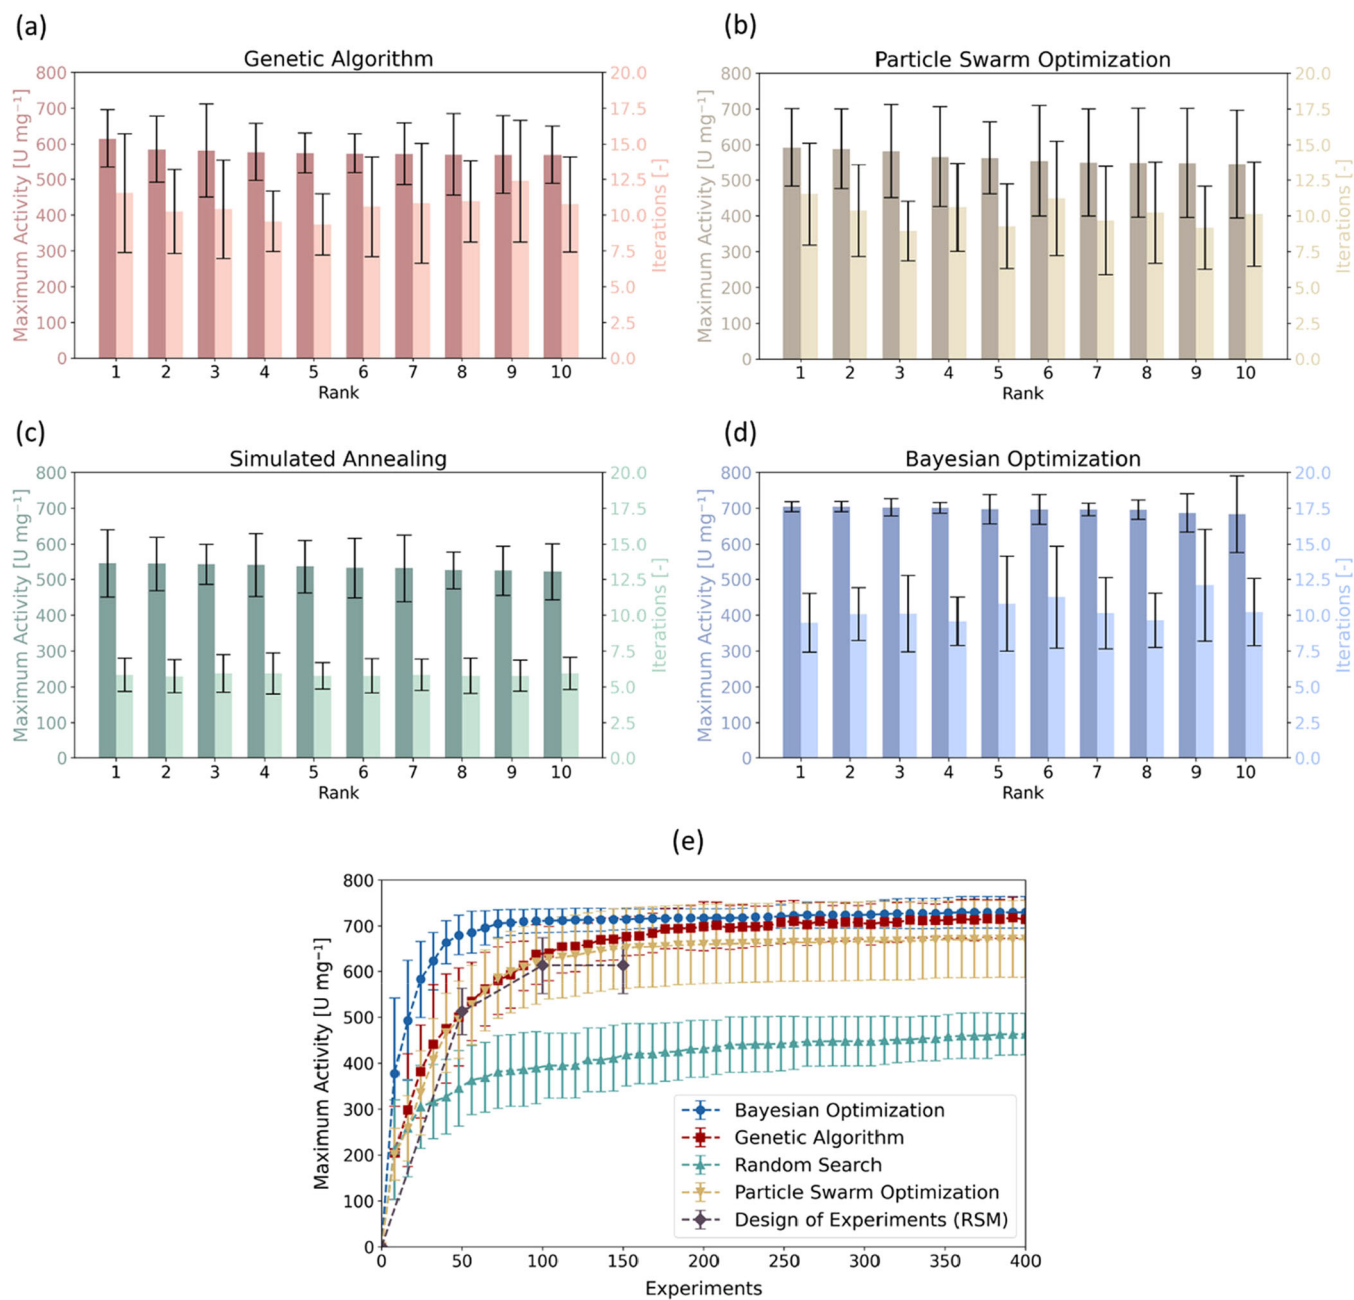 (a)
Genetic Algorithm
Maximum Activity [U mg⁻¹]
800
700
600
500
400
300
200
100
0
20.0
17.5
15.0
12.5
10.0
7.5
5.0
2.5
0.0
Iterations [-]
1 2 3 4 5 6 7 8 9 10
Rank
(b)
Particle Swarm Optimization
Maximum Activity [U mg⁻¹]
800
700
600
500
400
300
200
100
0
20.0
17.5
15.0
12.5
10.0
7.5
5.0
2.5
0.0
Iterations [-]
1 2 3 4 5 6 7 8 9 10
Rank
(c)
Simulated Annealing
Maximum Activity [U mg⁻¹]
800
700
600
500
400
300
200
100
0
20.0
17.5
15.0
12.5
10.0
7.5
5.0
2.5
0.0
Iterations [-]
1 2 3 4 5 6 7 8 9 10
Rank
(d)
Bayesian Optimization
Maximum Activity [U mg⁻¹]
800
700
600
500
400
300
200
100
0
20.0
17.5
15.0
12.5
10.0
7.5
5.0
2.5
0.0
Iterations [-]
1 2 3 4 5 6 7 8 9 10
Rank
(e)
Maximum Activity [U mg⁻¹]
800
700
600
500
400
300
200
100
0
Bayesian Optimization
Genetic Algorithm
Random Search
Particle Swarm Optimization
Design of Experiments (RSM)
0 50 100 150 200 250 300 350 400
Experiments